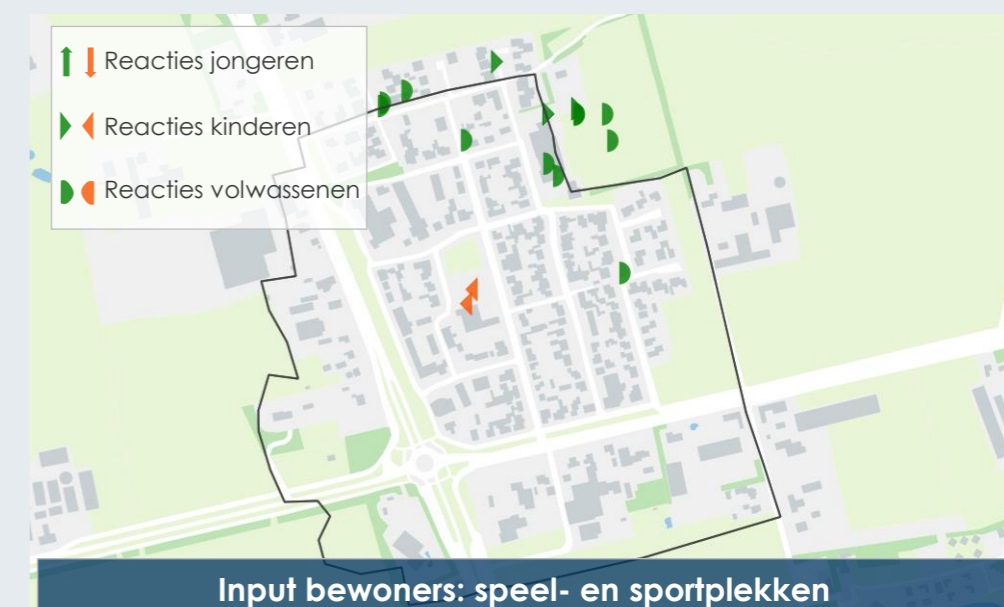 Reacties jongeren
Reacties kinderen
Reacties volwassenen
Input bewoners: speel- en sportplekken